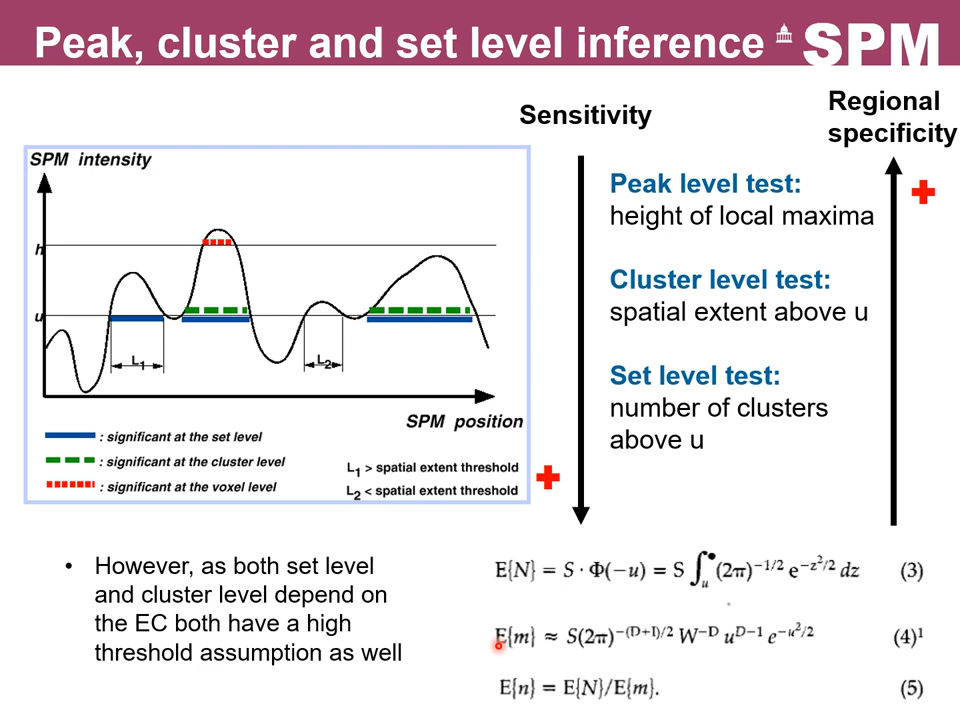 Peak, cluster and set level inference
SPM
Sensitivity
Regional
specificity
SPM intensity
h
u
L1
L2
SPM position
: significant at the set level
: significant at the cluster level
: significant at the voxel level
L1 > spatial extent threshold
L2 < spatial extent threshold
Peak level test:
height of local maxima
Cluster level test:
spatial extent above u
Set level test:
number of clusters
above u
• However, as both set level
and cluster level depend on
the EC both have a high
threshold assumption as well
E{N} = S · Φ(−u) = S ∫u^∞ (2π)^−1/2 e^−z²/2 dz (3)
E{m} ≈ S(2π)^−(D+1)/2 W^−D u^D−1 e^−u²/2 (4)¹
E{n} = E{N}/E{m}. (5)